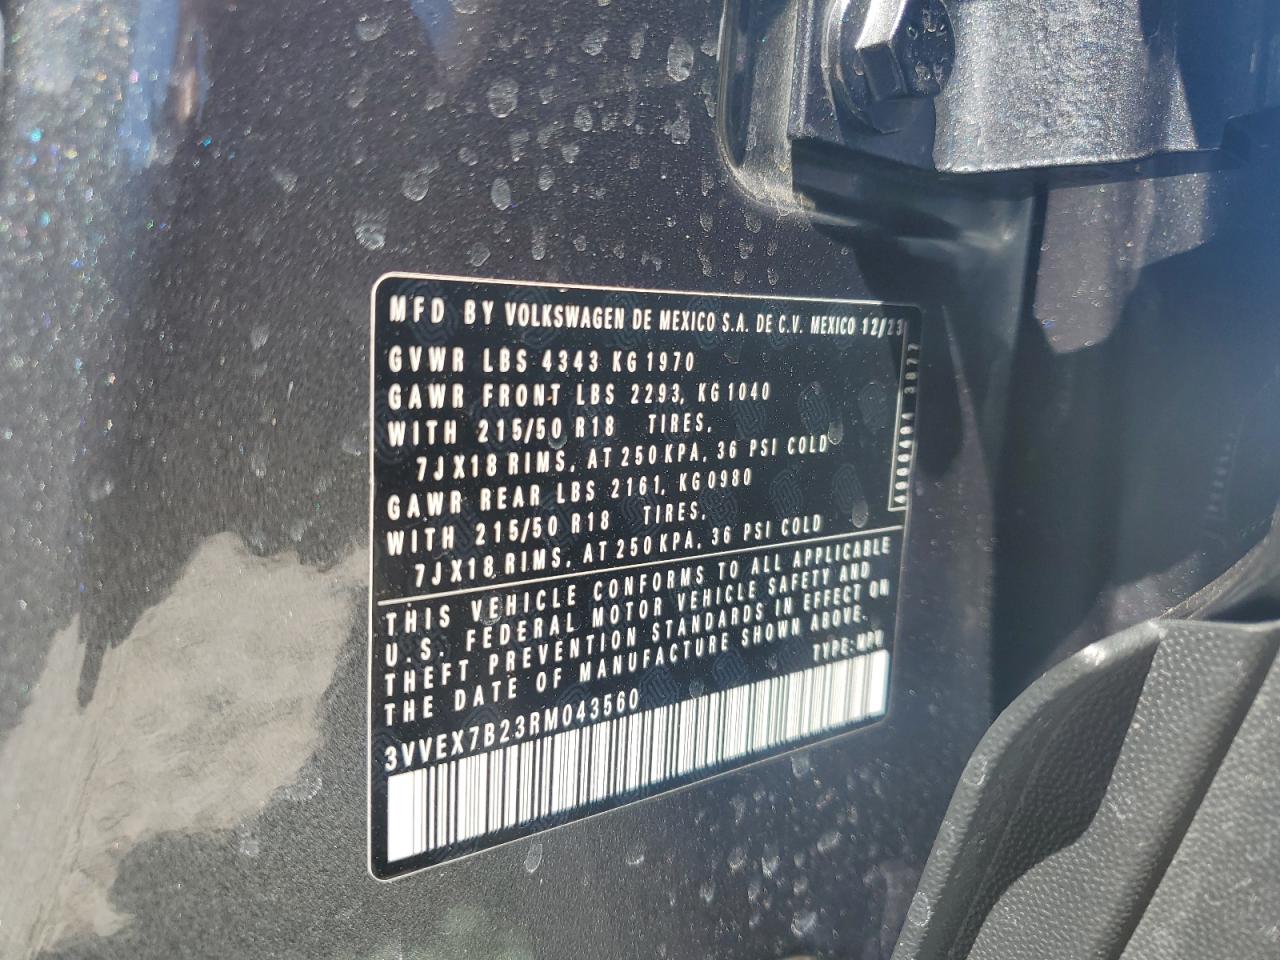 MFD BY VOLKSWAGEN DE MEXICO S.A. DE C.V. MEXICO 12/23
GVWR LBS 4343 KG 1970
GAWR FRONT LBS 2293, KG 1040
WITH 215/50 R18 TIRES,
7JX18 RIMS, AT 250 KPA, 36 PSI COLD
GAWR REAR LBS 2161, KG 0980
WITH 215/50 R18 TIRES,
7JX18 RIMS, AT 250 KPA, 36 PSI COLD
THIS VEHICLE CONFORMS TO ALL APPLICABLE
U.S. FEDERAL MOTOR VEHICLE SAFETY AND
THEFT PREVENTION STANDARDS IN EFFECT ON
THE DATE OF MANUFACTURE SHOWN ABOVE.
TYPE: MPV
3VVEX7B23RM043560